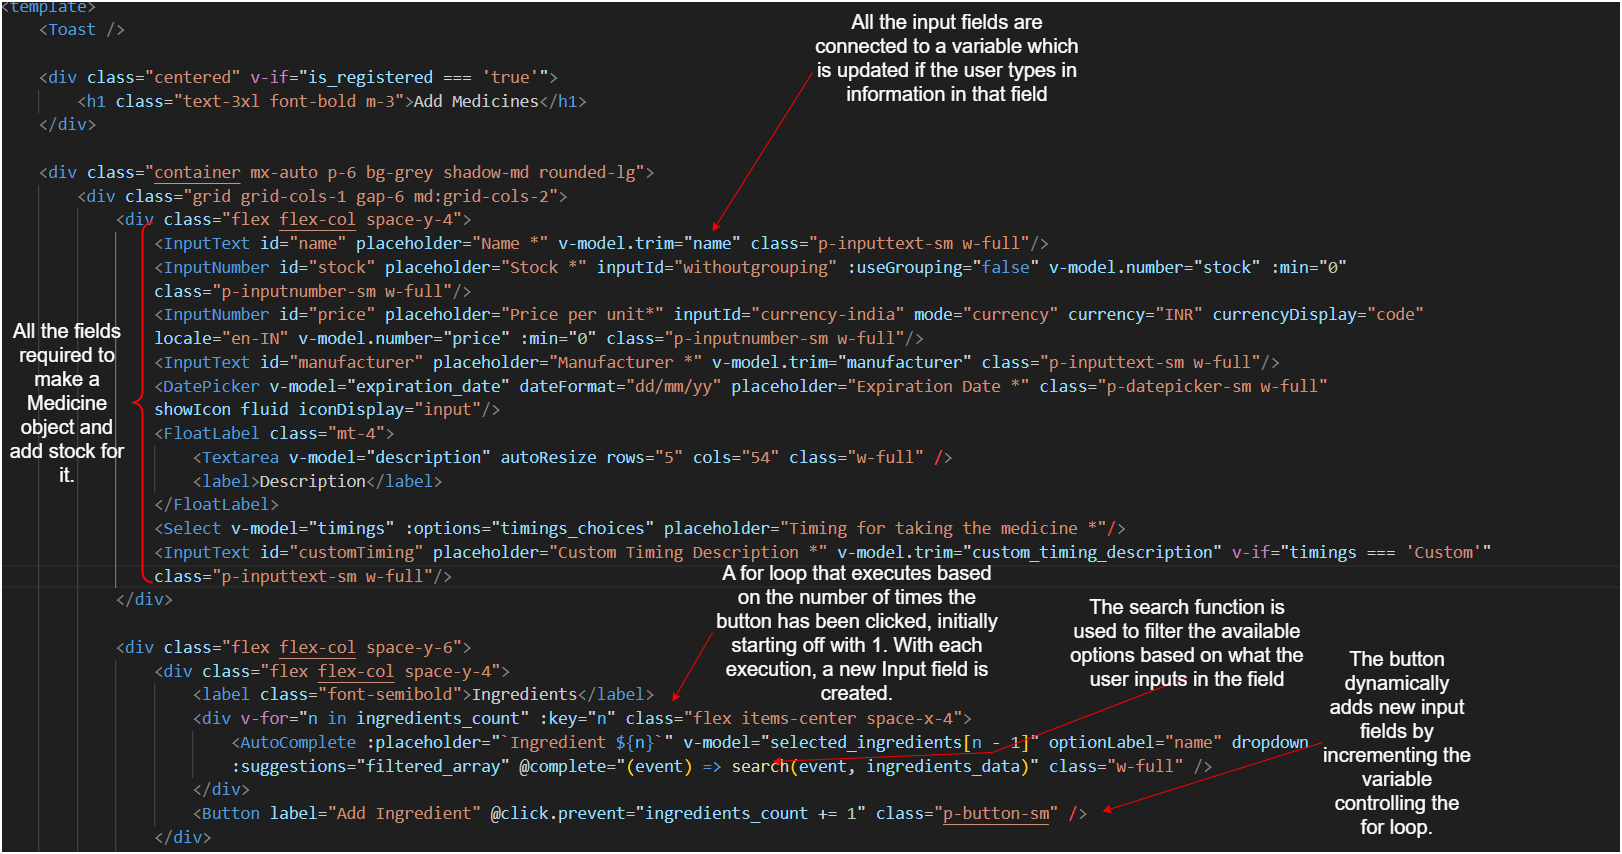 <template>
<Toast />
<div class="centered" v-if="is_registered === 'true'">
<h1 class="text-3xl font-bold m-3">Add Medicines</h1>
</div>
<div class="container mx-auto p-6 bg-grey shadow-md rounded-lg">
<div class="grid grid-cols-1 gap-6 md:grid-cols-2">
<div class="flex flex-col space-y-4">
<InputText id="name" placeholder="Name *" v-model.trim="name" class="p-inputtext-sm w-full"/>
<InputNumber id="stock" placeholder="Stock *" inputId="withoutgrouping" :useGrouping="false" v-model.number="stock" :min="0"
class="p-inputnumber-sm w-full"/>
<InputNumber id="price" placeholder="Price per unit*" inputId="currency-india" mode="currency" currency="INR" currencyDisplay="code"
locale="en-IN" v-model.number="price" :min="0" class="p-inputnumber-sm w-full"/>
<InputText id="manufacturer" placeholder="Manufacturer *" v-model.trim="manufacturer" class="p-inputtext-sm w-full"/>
<DatePicker v-model="expiration_date" dateFormat="dd/mm/yy" placeholder="Expiration Date *" class="p-datepicker-sm w-full"
showIcon fluid iconDisplay="input"/>
<FloatLabel class="mt-4">
<Textarea v-model="description" autoResize rows="5" cols="54" class="w-full" />
<label>Description</label>
</FloatLabel>
<Select v-model="timings" :options="timings_choices" placeholder="Timing for taking the medicine *"/>
<InputText id="customTiming" placeholder="Custom Timing Description *" v-model.trim="custom_timing_description" v-if="timings === 'Custom'"
class="p-inputtext-sm w-full"/>
</div>
<div class="flex flex-col space-y-6">
<div class="flex flex-col space-y-4">
<label class="font-semibold">Ingredients</label>
<div v-for="n in ingredients_count" :key="n" class="flex items-center space-x-4">
<AutoComplete :placeholder="`Ingredient ${n}`" v-model="selected_ingredients[n - 1]" optionLabel="name" dropdown
:suggestions="filtered_array" @complete="(event) => search(event, ingredients_data)" class="w-full" />
</div>
<Button label="Add Ingredient" @click.prevent="ingredients_count += 1" class="p-button-sm" />
</div>
All the input fields are
connected to a variable which
is updated if the user types in
information in that field
All the fields
required to
make a
Medicine
object and
add stock for
it.
A for loop that executes based
on the number of times the
button has been clicked, initially
starting off with 1. With each
execution, a new Input field is
created.
The search function is
used to filter the available
options based on what the
user inputs in the field
The button
dynamically
adds new input
fields by
incrementing the
variable
controlling the
for loop.